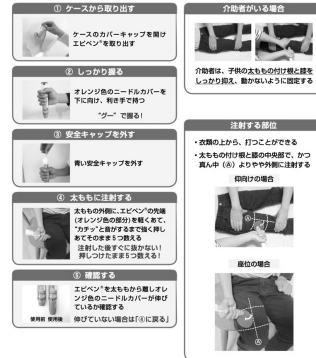 ① ケースから取り出す
ケースのカバーキャップを開け
エピペン®を取り出す
② しっかり握る
オレンジ色のニードルカバーを
下に向け、利き手で持つ
"グー" で握る!
③ 安全キャップを外す
青い安全キャップを外す
④ 太ももに注射する
太ももの外側に、エピペン®の先端
(オレンジ色の部分)を軽くあて、
"カチッ"と音がするまで強く押し
あてそのまま5つ数える
注射した後すぐに抜かない!
押しつけたまま5つ数える!
⑤ 確認する
エピペン®を太ももから離しオレ
ンジ色のニードルカバーが伸び
ているか確認する
使用前 使用後
伸びていない場合は「④に戻る」
介助者がいる場合
介助者は、子供の太ももの付け根と膝を
しっかり抑え、動かないように固定する
注射する部位
・衣類の上から、打つことができる
・太ももの付け根と膝の中央部で、かつ
真ん中(Ⓐ)よりやや外側に注射する
仰向けの場合
Ⓐ
座位の場合
Ⓐ